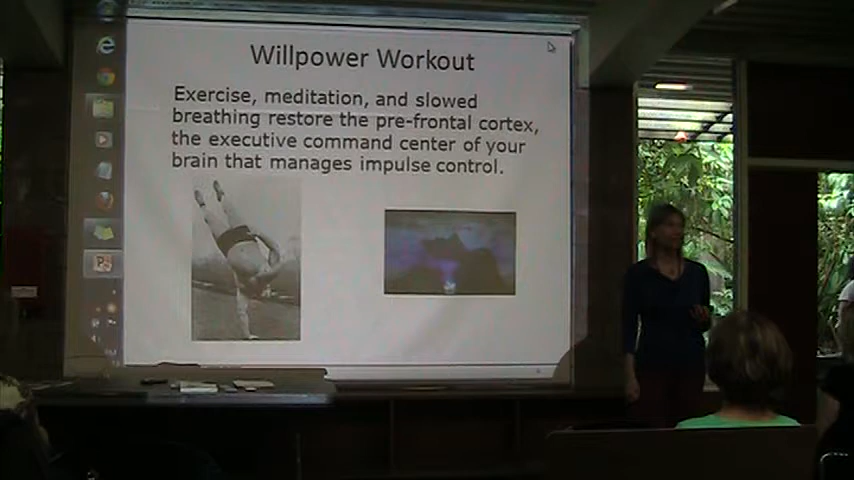 Willpower Workout
Exercise, meditation, and slowed
breathing restore the pre-frontal cortex,
the executive command center of your
brain that manages impulse control.